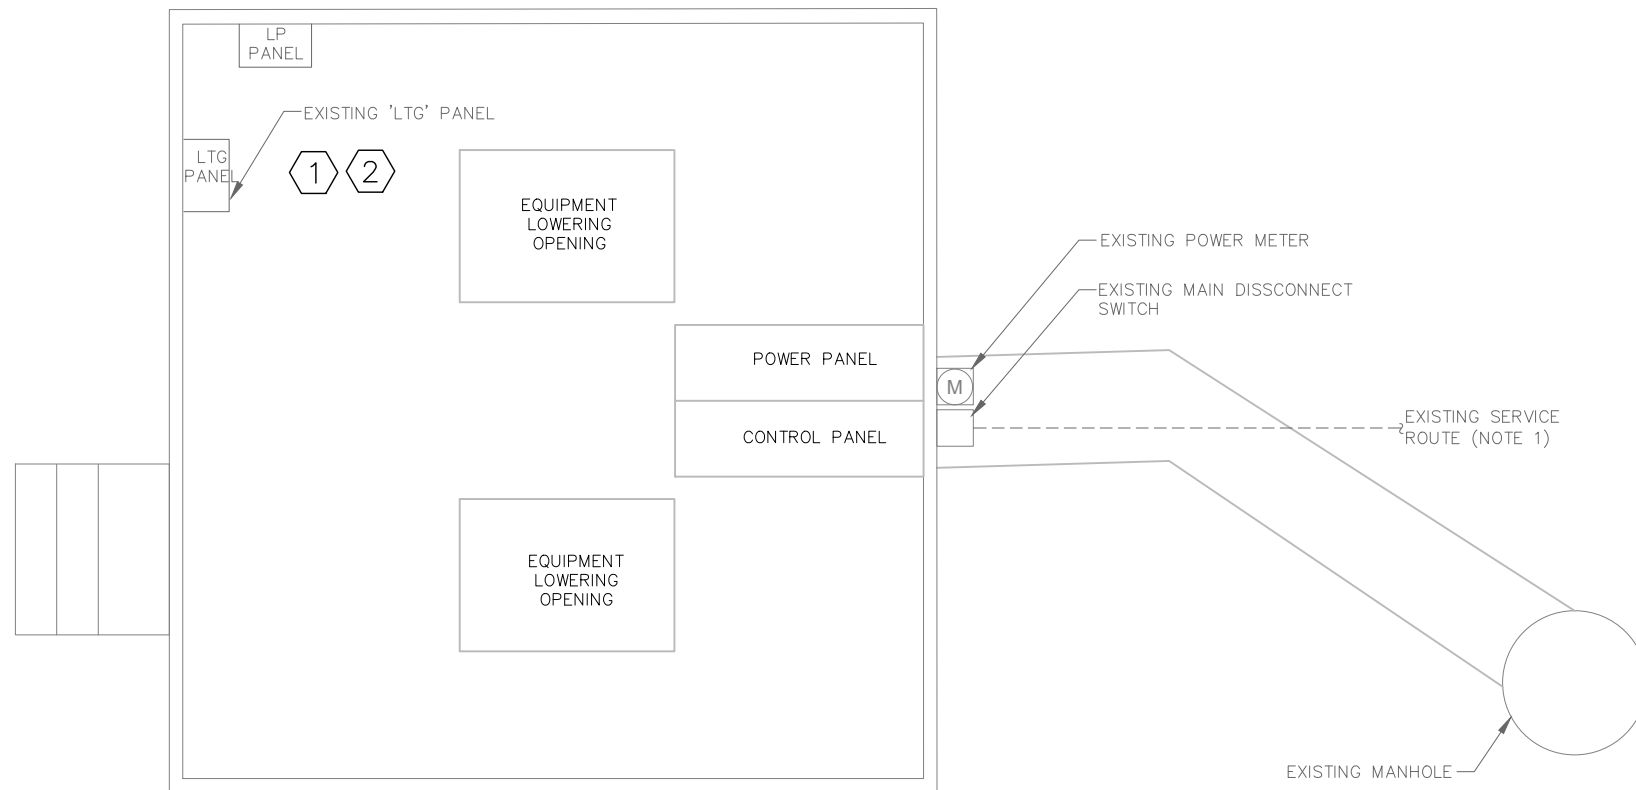 LP
PANEL
EXISTING 'LTG' PANEL
LTG
PANEL
1
2
EQUIPMENT
LOWERING
OPENING
EXISTING POWER METER
EXISTING MAIN DISSCONNECT
SWITCH
POWER PANEL
M
CONTROL PANEL
EXISTING SERVICE
ROUTE (NOTE 1)
EQUIPMENT
LOWERING
OPENING
EXISTING MANHOLE